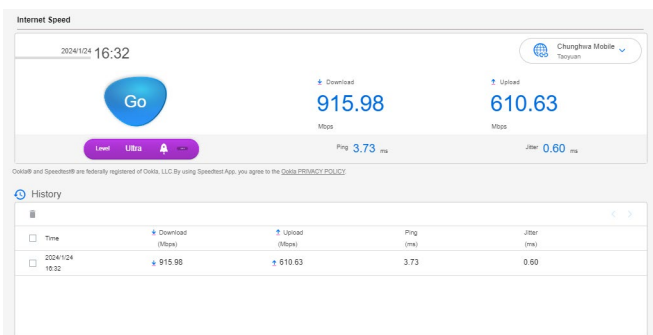 Internet Speed
2024/1/24 16:32
Chunghwa Mobile
Taoyuan
Go
Download
915.98
Mbps
Upload
610.63
Mbps
Level Ultra
Ping 3.73 ms
Jitter 0.60 ms
Ookla® and Speedtest® are federally registered of Ookla, LLC.By using Speedtest App, you agree to the Ookla PRIVACY POLICY.
History
Time
Download
(Mbps)
Upload
(Mbps)
Ping
(ms)
Jitter
(ms)
2024/1/24
16:32
915.98
610.63
3.73
0.60